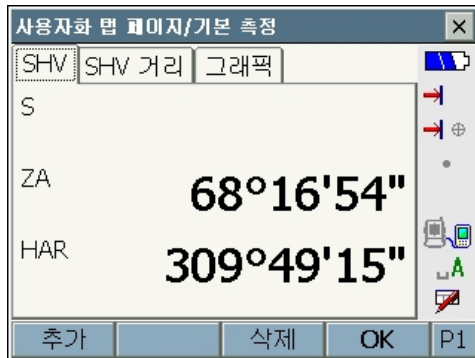 사용자화 탭 페이지/기본 측정
SHV SHV 거리 그래픽
S
ZA 68°16'54"
HAR 309°49'15"
A
추가 삭제 OK P1